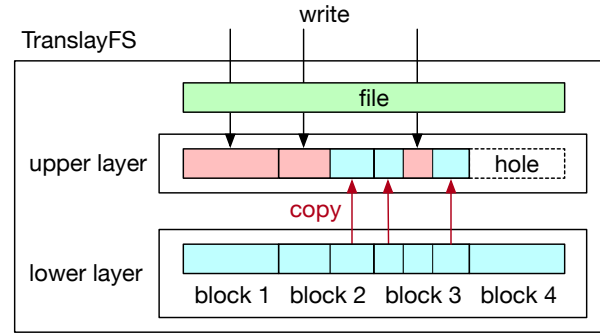 write
TranslayFS
file
upper layer
hole
copy
lower layer
block 1 block 2 block 3 block 4